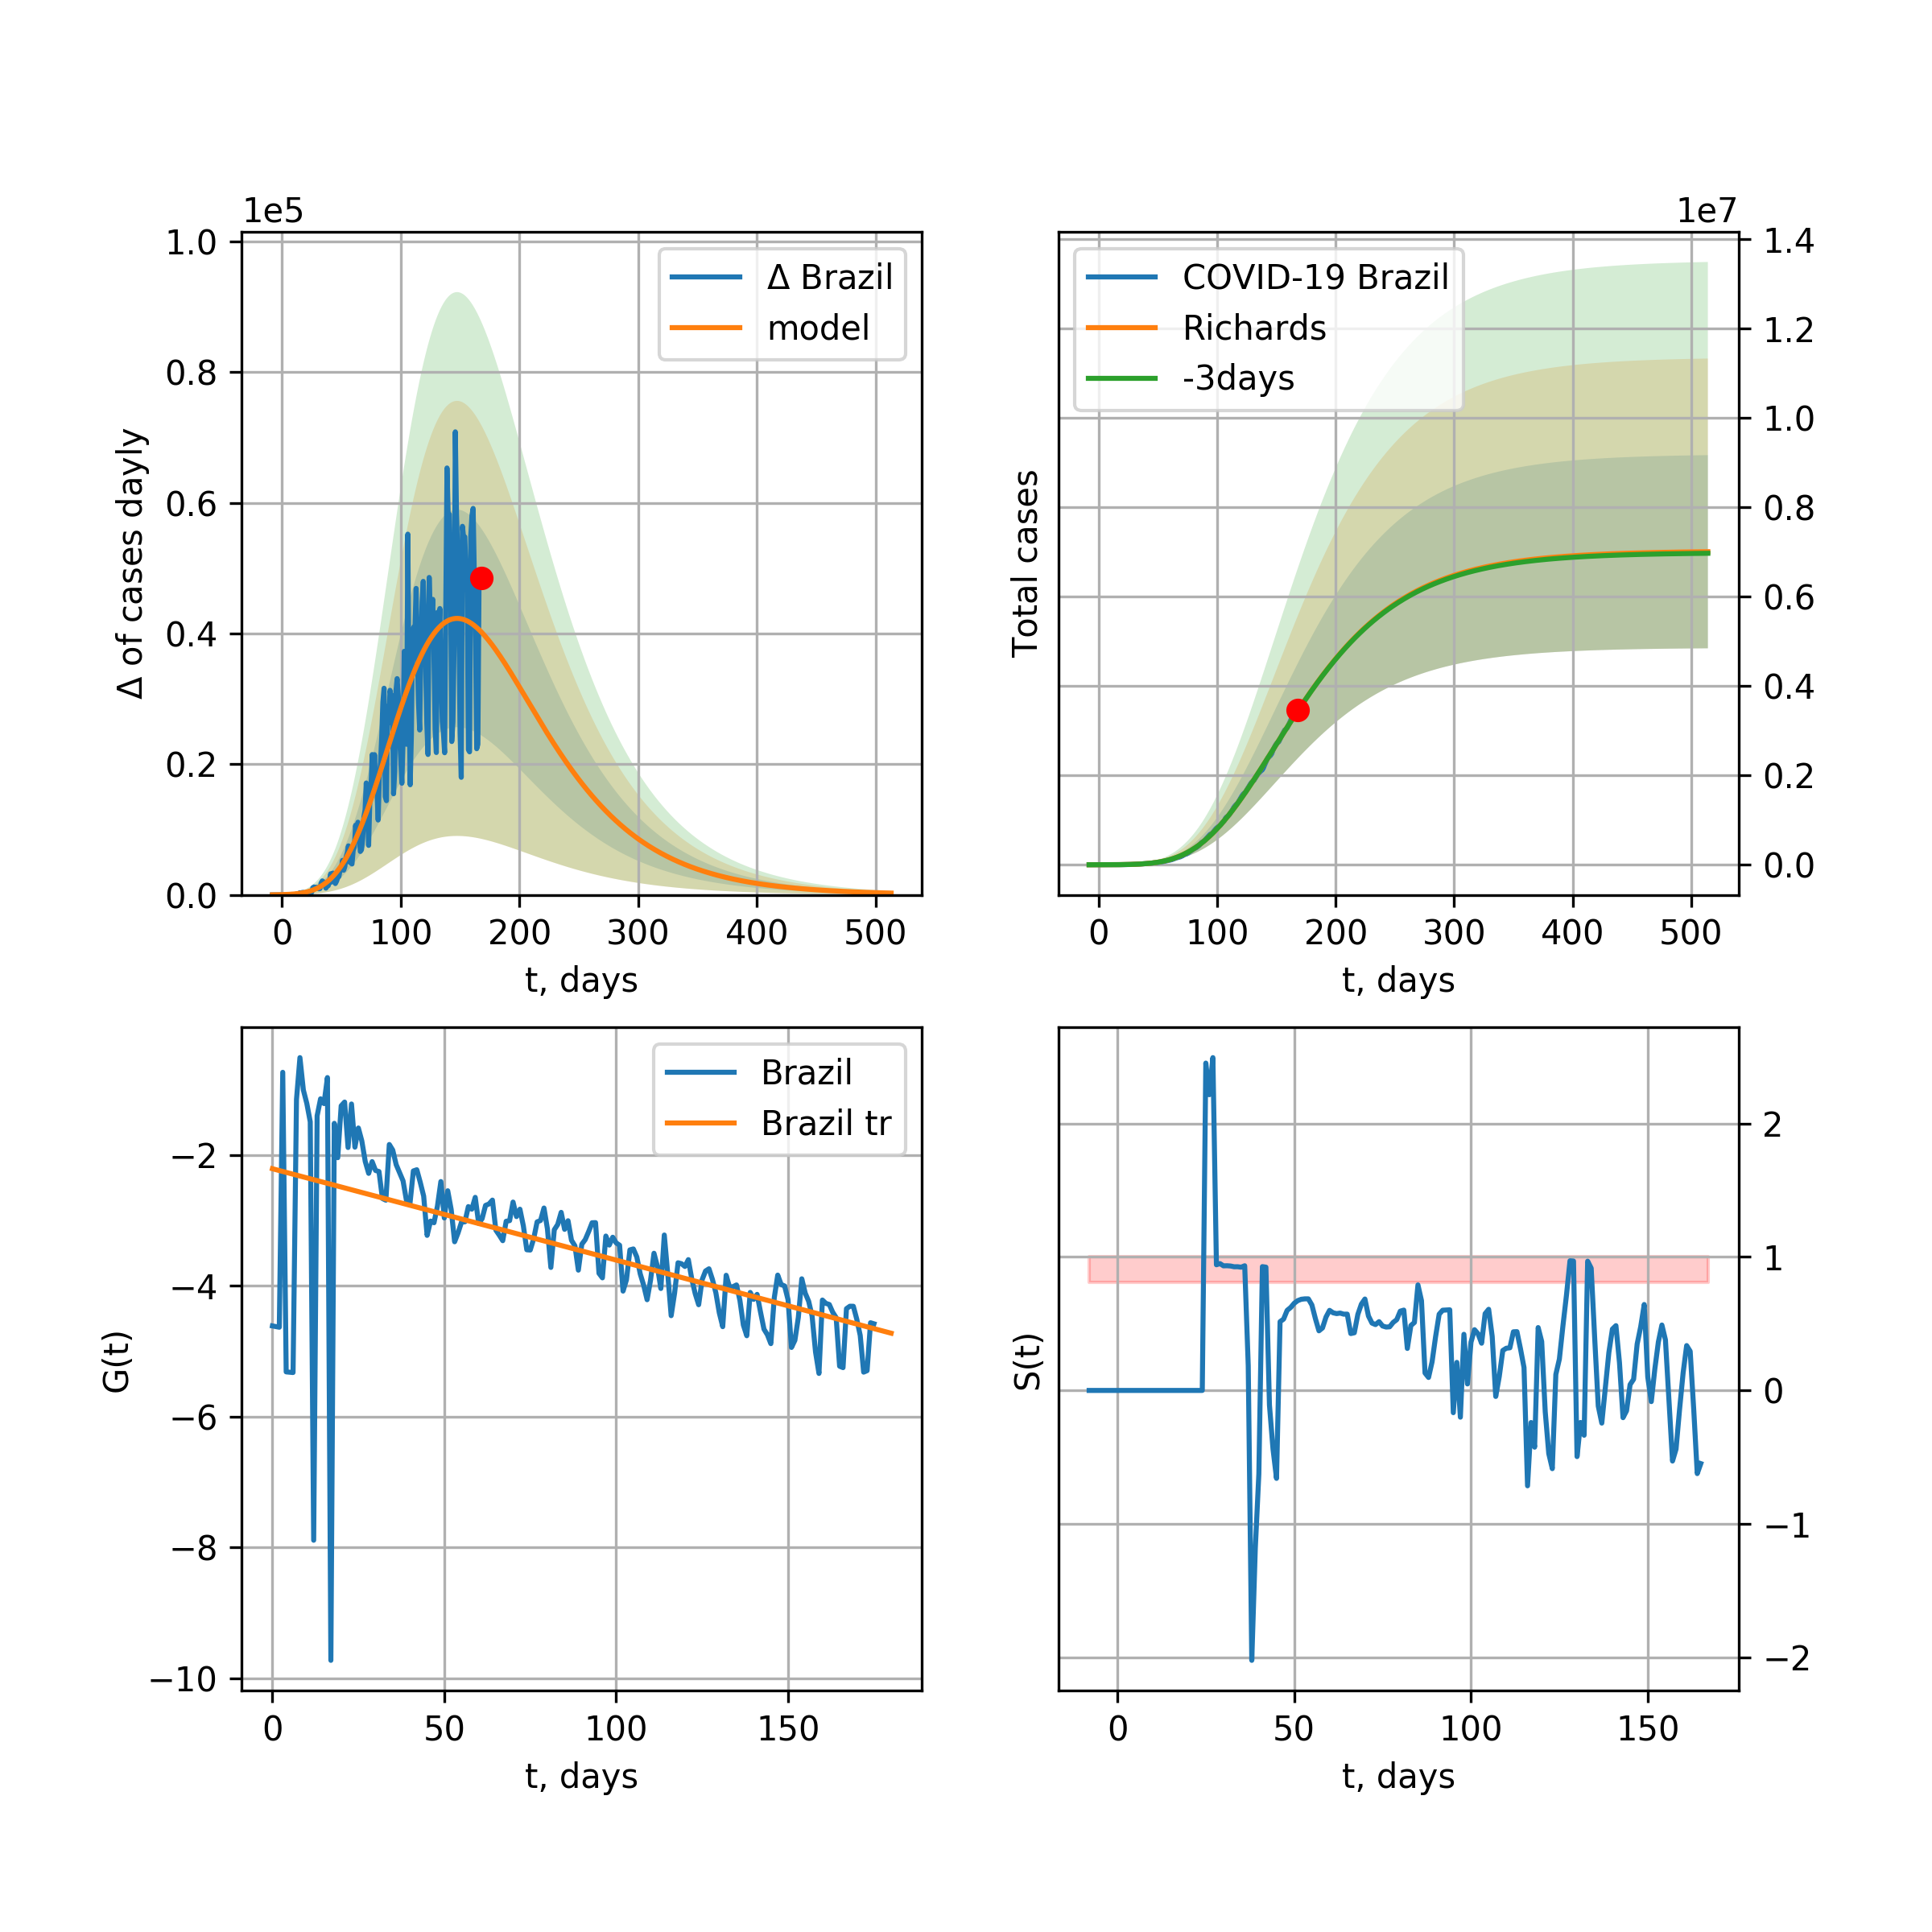 1e5
1.0
0.8
0.6
0.4
0.2
0.0
Δ of cases dayly
Δ Brazil
model
0 100 200 300 400 500
t, days
1e7
COVID-19 Brazil
Richards
-3days
Total cases
1.4
1.2
1.0
0.8
0.6
0.4
0.2
0.0
0 100 200 300 400 500
t, days
G(t)
Brazil
Brazil tr
−2
−4
−6
−8
−10
0 50 100 150
t, days
S(t)
2
1
0
−1
−2
0 50 100 150
t, days